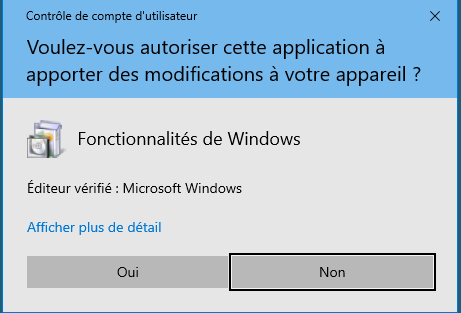 Contrôle de compte d'utilisateur
Voulez-vous autoriser cette application à
apporter des modifications à votre appareil ?
Fonctionnalités de Windows
Éditeur vérifié : Microsoft Windows
Afficher plus de détail
Oui
Non